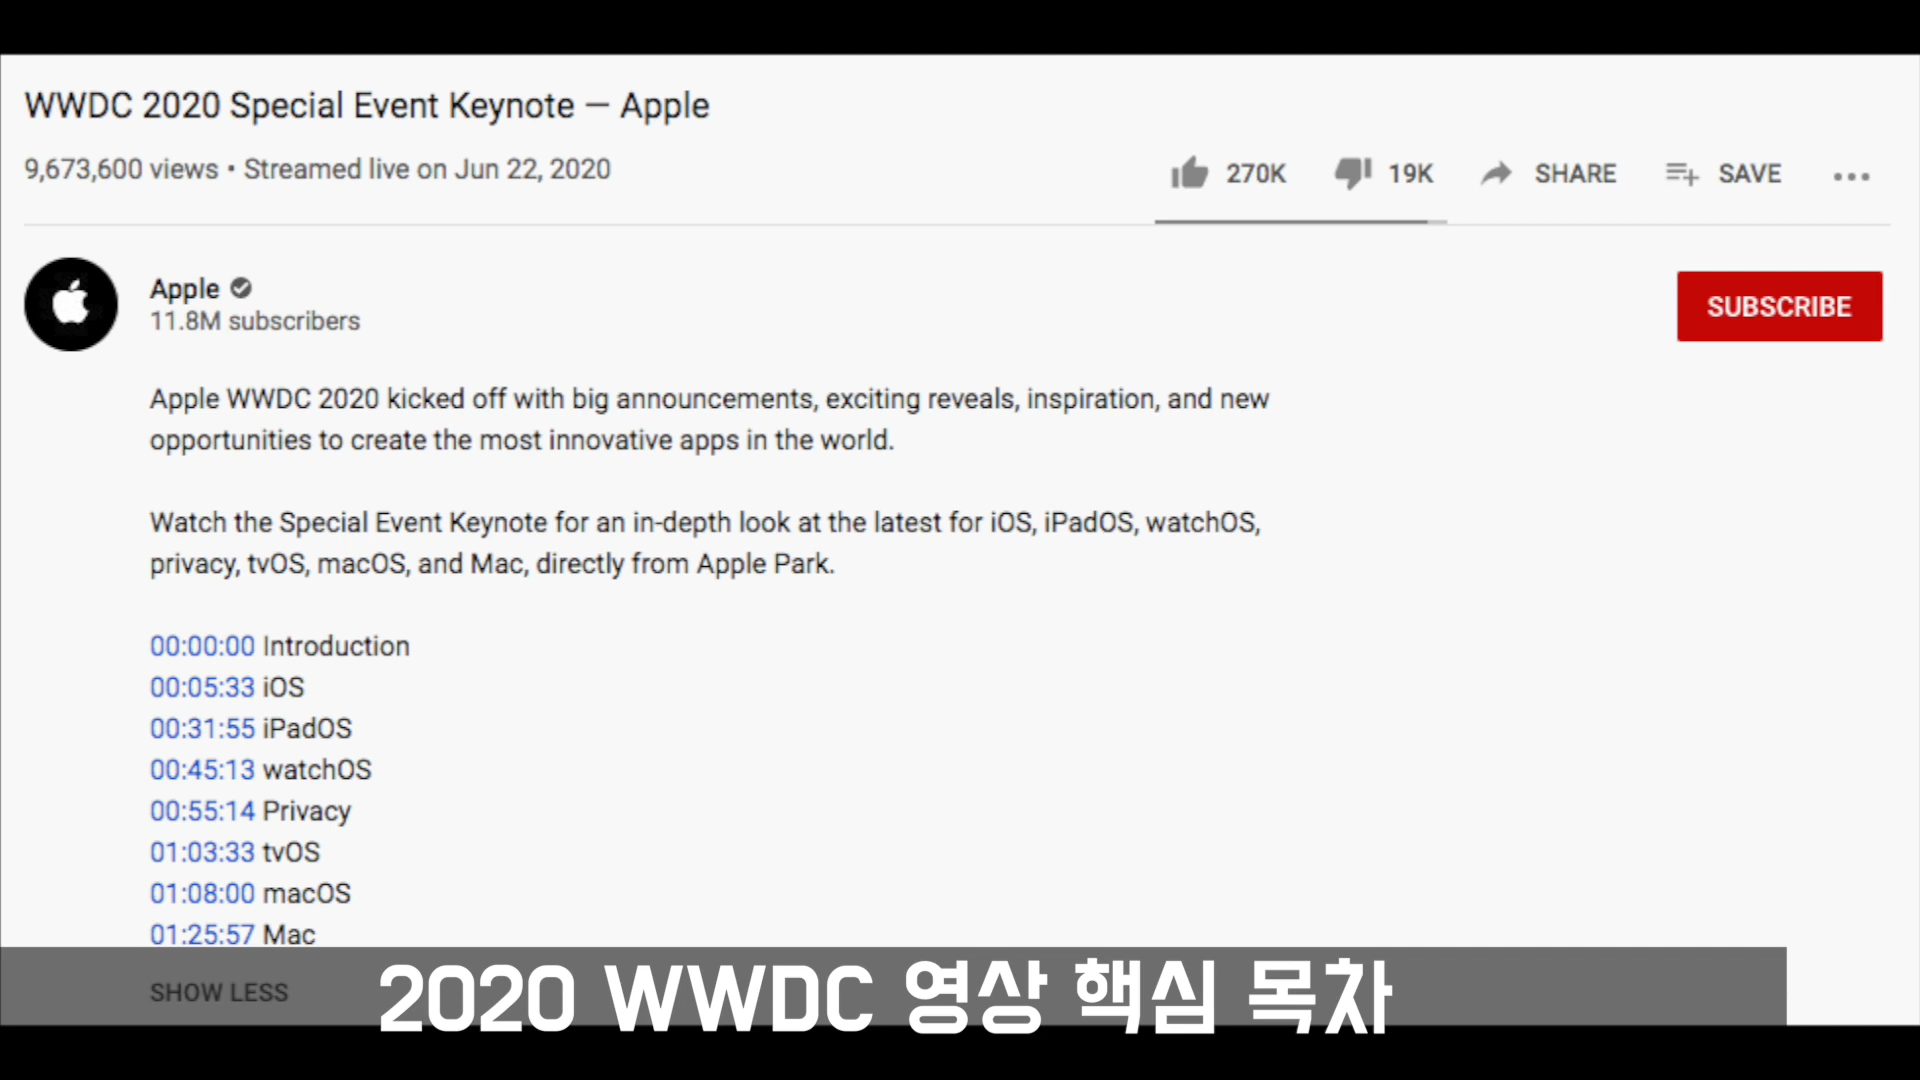 WWDC 2020 Special Event Keynote — Apple
9,673,600 views • Streamed live on Jun 22, 2020
270K 19K SHARE SAVE
Apple
11.8M subscribers
SUBSCRIBE
Apple WWDC 2020 kicked off with big announcements, exciting reveals, inspiration, and new
opportunities to create the most innovative apps in the world.
Watch the Special Event Keynote for an in-depth look at the latest for iOS, iPadOS, watchOS,
privacy, tvOS, macOS, and Mac, directly from Apple Park.
00:00:00 Introduction
00:05:33 iOS
00:31:55 iPadOS
00:45:13 watchOS
00:55:14 Privacy
01:03:33 tvOS
01:08:00 macOS
01:25:57 Mac
SHOW LESS
2020 WWDC 영상 핵심 목차